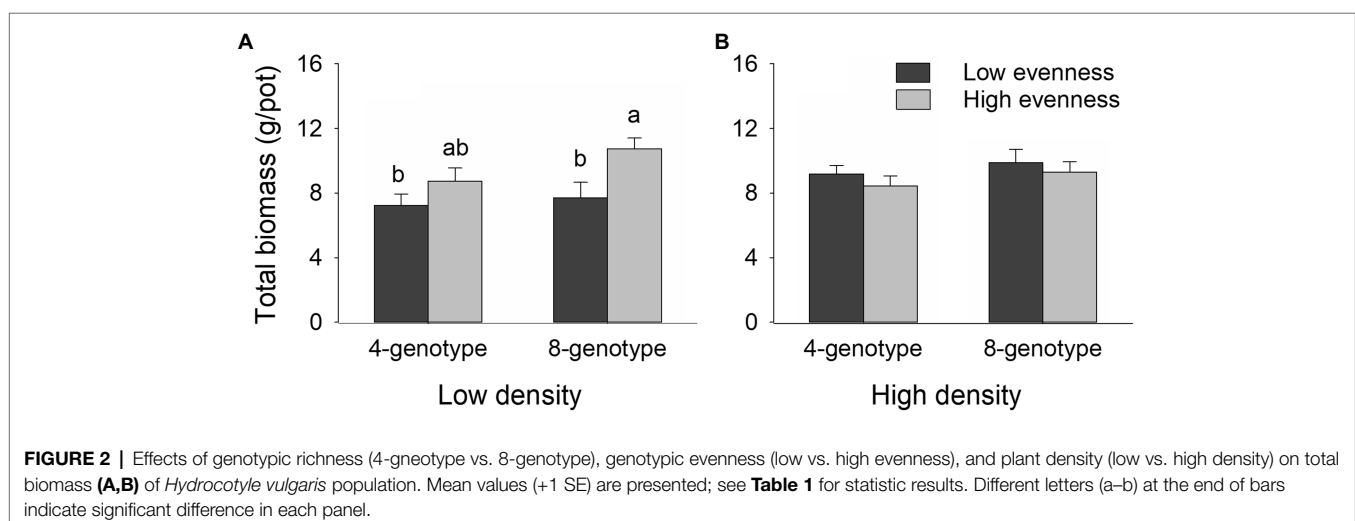 A
B
Total biomass (g/pot)
16
12
8
4
0
b
ab
b
a
4-genotype
8-genotype
Low density
16
12
8
4
0
Low evenness
High evenness
4-genotype
8-genotype
High density
FIGURE 2 | Effects of genotypic richness (4-gneotype vs. 8-genotype), genotypic evenness (low vs. high evenness), and plant density (low vs. high density) on total
biomass (A,B) of Hydrocotyle vulgaris population. Mean values (+1 SE) are presented; see Table 1 for statistic results. Different letters (a–b) at the end of bars
indicate significant difference in each panel.